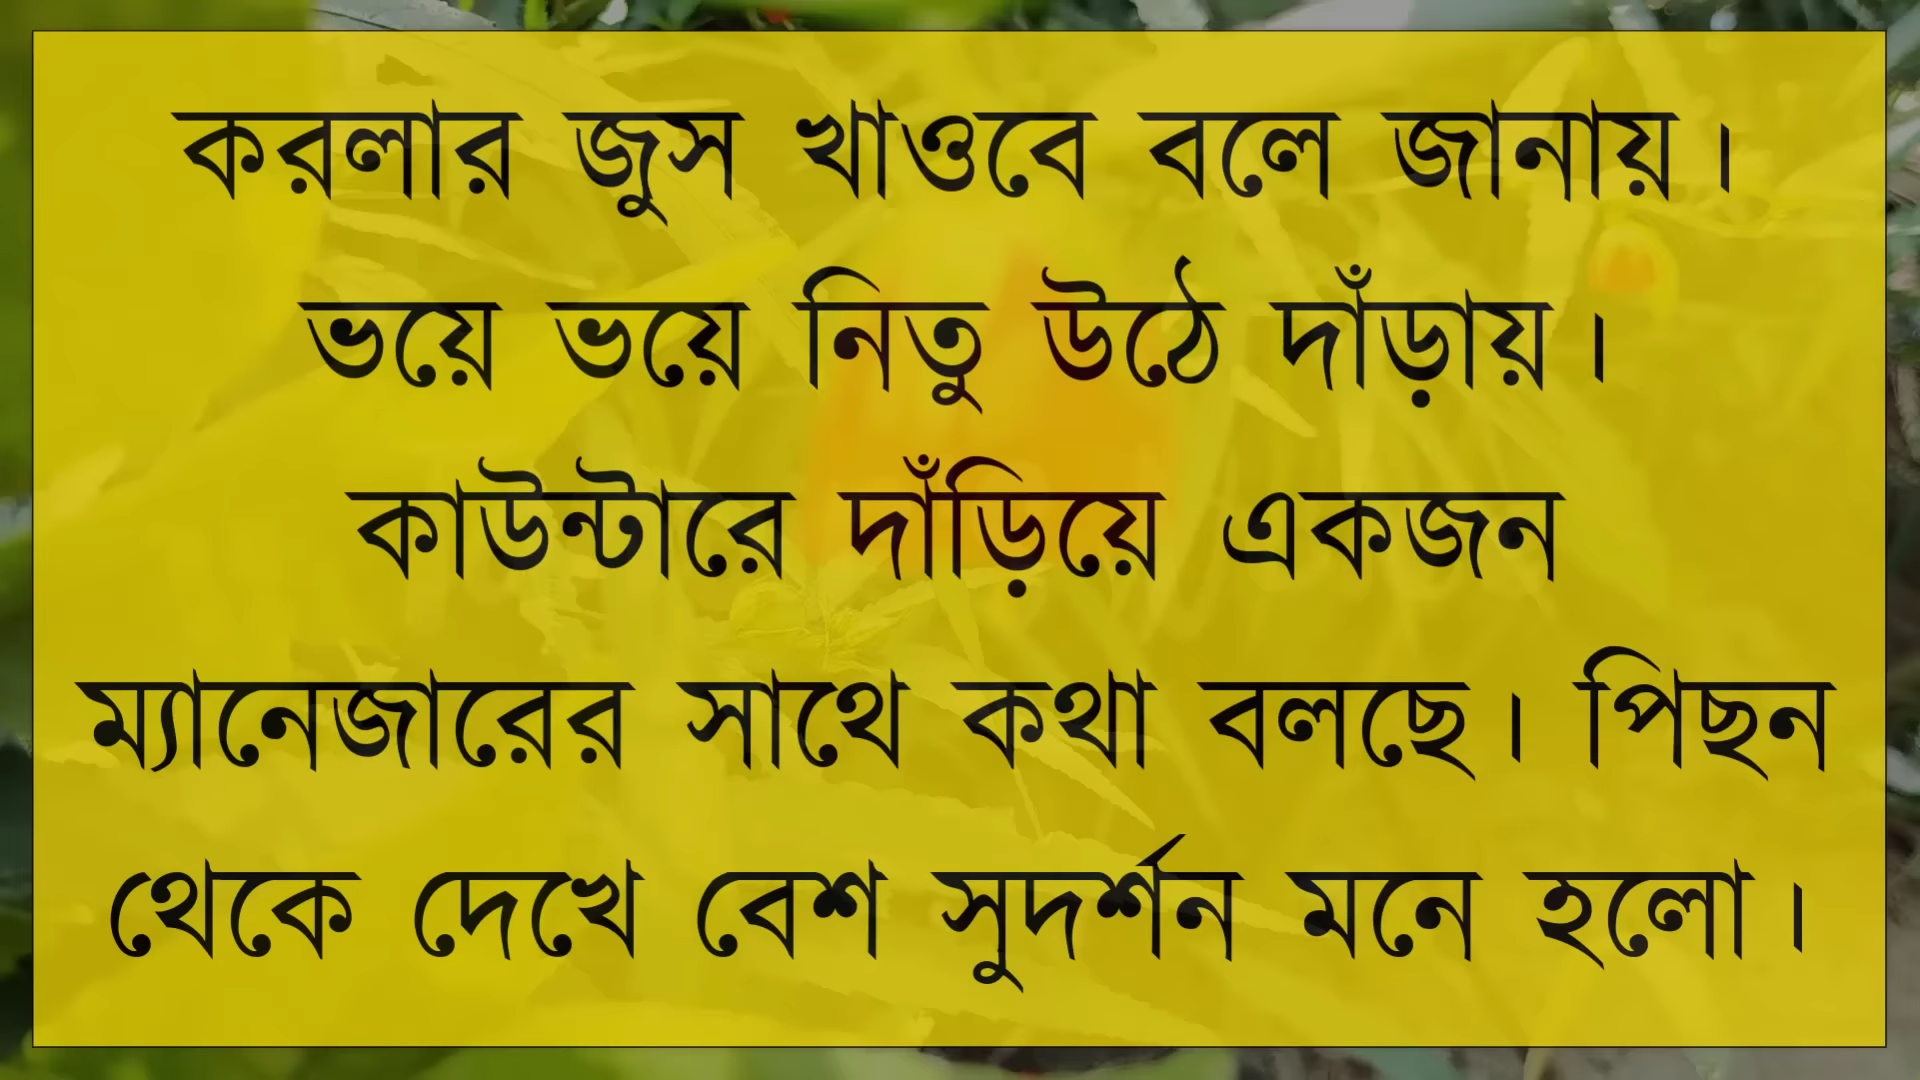 করলার জুস খাওবে বলে জানায়।
ভয়ে ভয়ে নিতু উঠে দাঁড়ায়।
কাউন্টারে দাঁড়িয়ে একজন
ম্যানেজারের সাথে কথা বলছে। পিছন
থেকে দেখে বেশ সুদর্শন মনে হলো।